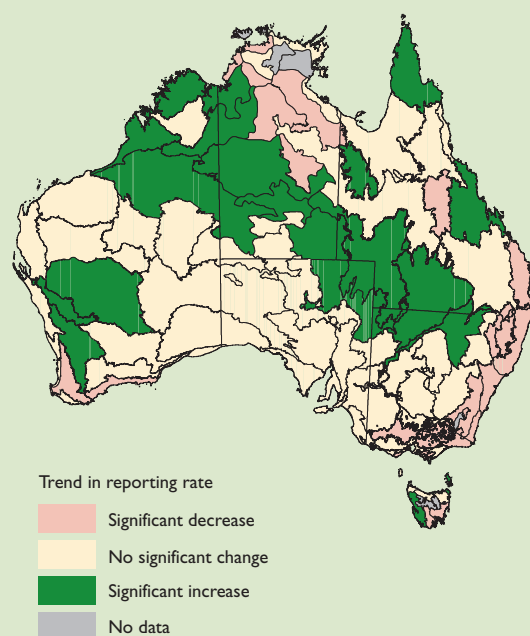 Trend in reporting rate
Significant decrease
No significant change
Significant increase
No data